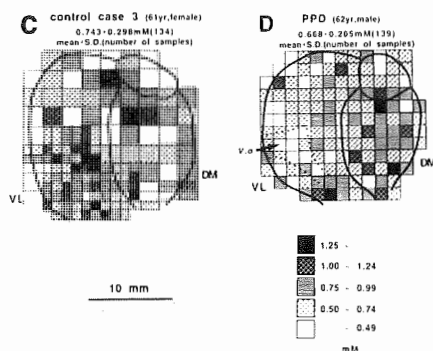 C control case 3 (61yr,female)
0.743・0.298mM(134)
mean・S.D.(number of samples)
VL
DM
D PPD (62yr,male)
0.668・0.205mM(139)
mean・S.D.(number of samples)
v.a
VL
DM
10 mm
1.25 -
1.00 - 1.24
0.75 - 0.99
0.50 - 0.74
- 0.49
mM